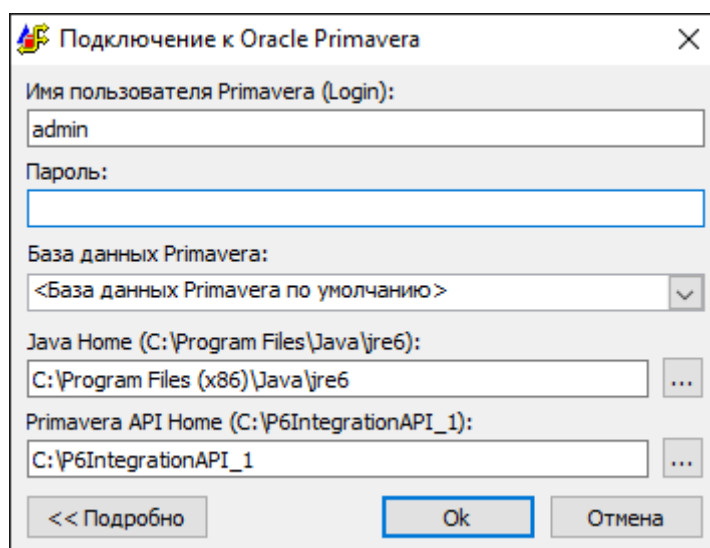 Подключение к Oracle Primavera
Имя пользователя Primavera (Login):
admin
Пароль:
База данных Primavera:
<База данных Primavera по умолчанию>
Java Home (C:\Program Files\Java\jre6):
C:\Program Files (x86)\Java\jre6
...
Primavera API Home (C:\P6IntegrationAPI_1):
C:\P6IntegrationAPI_1
...
<< Подробно Ok Отмена